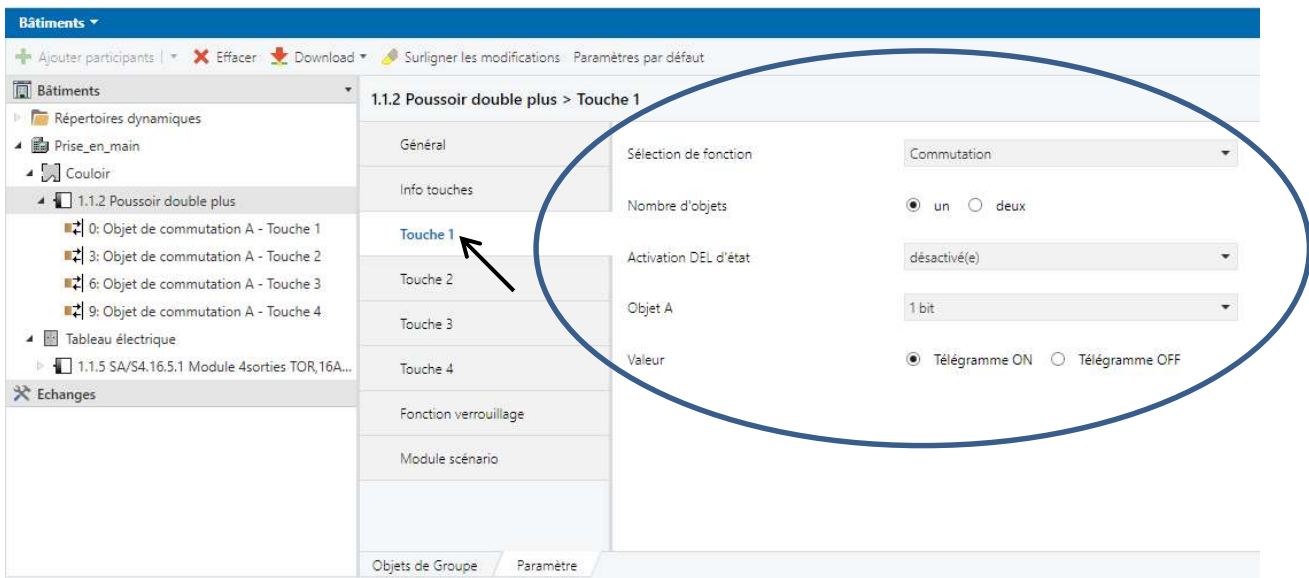 Bâtiments
Ajouter participants Effacer Download Surligner les modifications Paramètres par défaut
Bâtiments
Répertoires dynamiques
Prise_en_main
Couloir
1.1.2 Poussoir double plus
0: Objet de commutation A - Touche 1
3: Objet de commutation A - Touche 2
6: Objet de commutation A - Touche 3
9: Objet de commutation A - Touche 4
Tableau électrique
1.1.5 SA/S4.16.5.1 Module 4sorties TOR,16A...
Echanges
1.1.2 Poussoir double plus > Touche 1
Général
Info touches
Touche 1
Touche 2
Touche 3
Touche 4
Fonction verrouillage
Module scénario
Sélection de fonction Commutation
Nombre d'objets un deux
Activation DEL d'état désactivé(e)
Objet A 1 bit
Valeur Télégramme ON Télégramme OFF
Objets de Groupe Paramètre